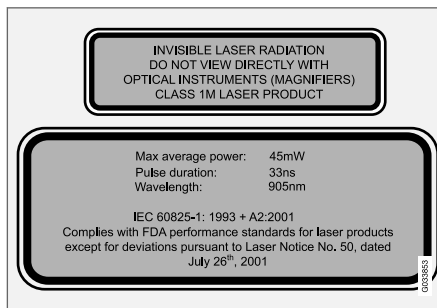 INVISIBLE LASER RADIATION
DO NOT VIEW DIRECTLY WITH
OPTICAL INSTRUMENTS (MAGNIFIERS)
CLASS 1M LASER PRODUCT
Max average power: 45mW
Pulse duration: 33ns
Wavelength: 905nm
IEC 60825-1: 1993 + A2:2001
Complies with FDA performance standards for laser products
except for deviations pursuant to Laser Notice No. 50, dated
July 26th, 2001
G033853